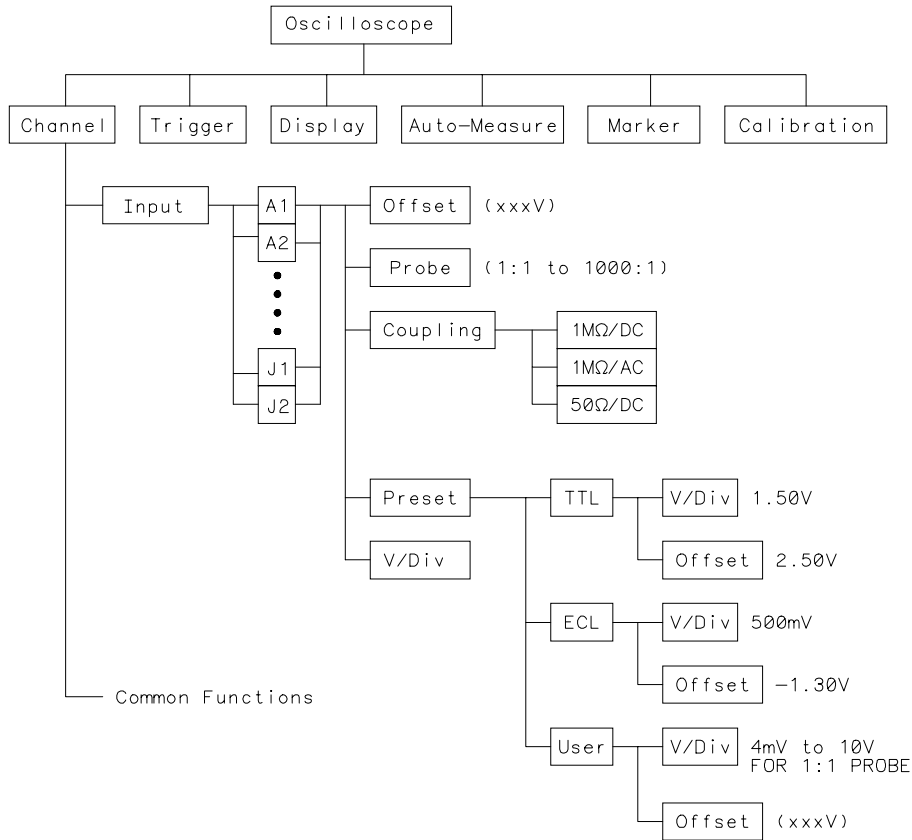 Oscilloscope
Channel
Trigger
Display
Auto-Measure
Marker
Calibration
Input
A1
Offset
(xxxV)
A2
Probe
(1:1 to 1000:1)
Coupling
1MΩ/DC
J1
1MΩ/AC
J2
50Ω/DC
Preset
TTL
V/Div
1.50V
V/Div
Offset
2.50V
ECL
V/Div
500mV
Common Functions
Offset
-1.30V
User
V/Div
4mV to 10V
FOR 1:1 PROBE
Offset
(xxxV)